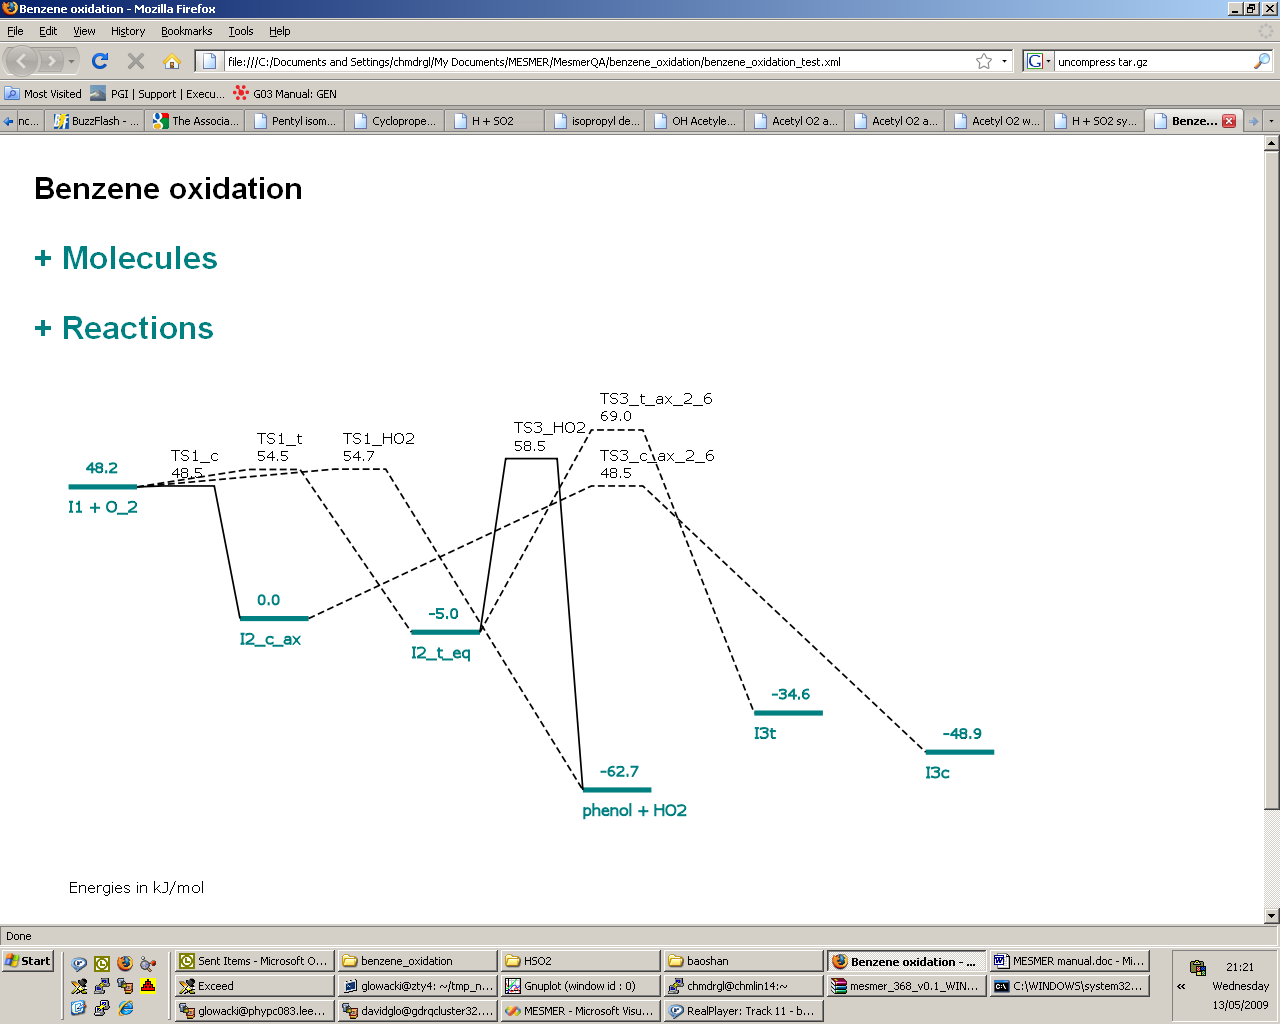 Benzene oxidation - Mozilla Firefox
File Edit View History Bookmarks Tools Help
file:///C:/Documents and Settings/chmdrgl/My Documents/MESMER/MesmerQA/benzene_oxidation/benzene_oxidation_test.xml
uncompress tar.gz
Most Visited PGI | Support | Execu... G03 Manual: GEN
nc... BuzzFlash - ... The Associa... Pentyl isom... Cycloprope... H + SO2 isopropyl de... OH Acetyle... Acetyl O2 a... Acetyl O2 a... Acetyl O2 w... H + SO2 sy... Benze...
Benzene oxidation
+ Molecules
+ Reactions
TS3_t_ax_2_6
69.0
TS3_HO2
58.5
TS1_t
54.5
TS1_HO2
54.7
TS1_c
48.5
TS3_c_ax_2_6
48.5
48.2
I1 + O_2
0.0
I2_c_ax
-5.0
I2_t_eq
-34.6
I3t
-48.9
I3c
-62.7
phenol + HO2
Energies in kJ/mol
Done
Start
Sent Items - Microsoft O... benzene_oxidation HSO2 baoshan Benzene oxidation - ... MESMER manual.doc - Mi...
Exceed glowacki@zty4: ~/tmp_n... Gnuplot (window id : 0) chmdrgl@chmlin14:~ mesmer_368_v0.1_WIN... C:\WINDOWS\system32...
glowacki@phypc083.lee... davidglo@gdrqcluster32.... MESMER - Microsoft Visu... RealPlayer: Track 11 - b...
21:21
Wednesday
13/05/2009